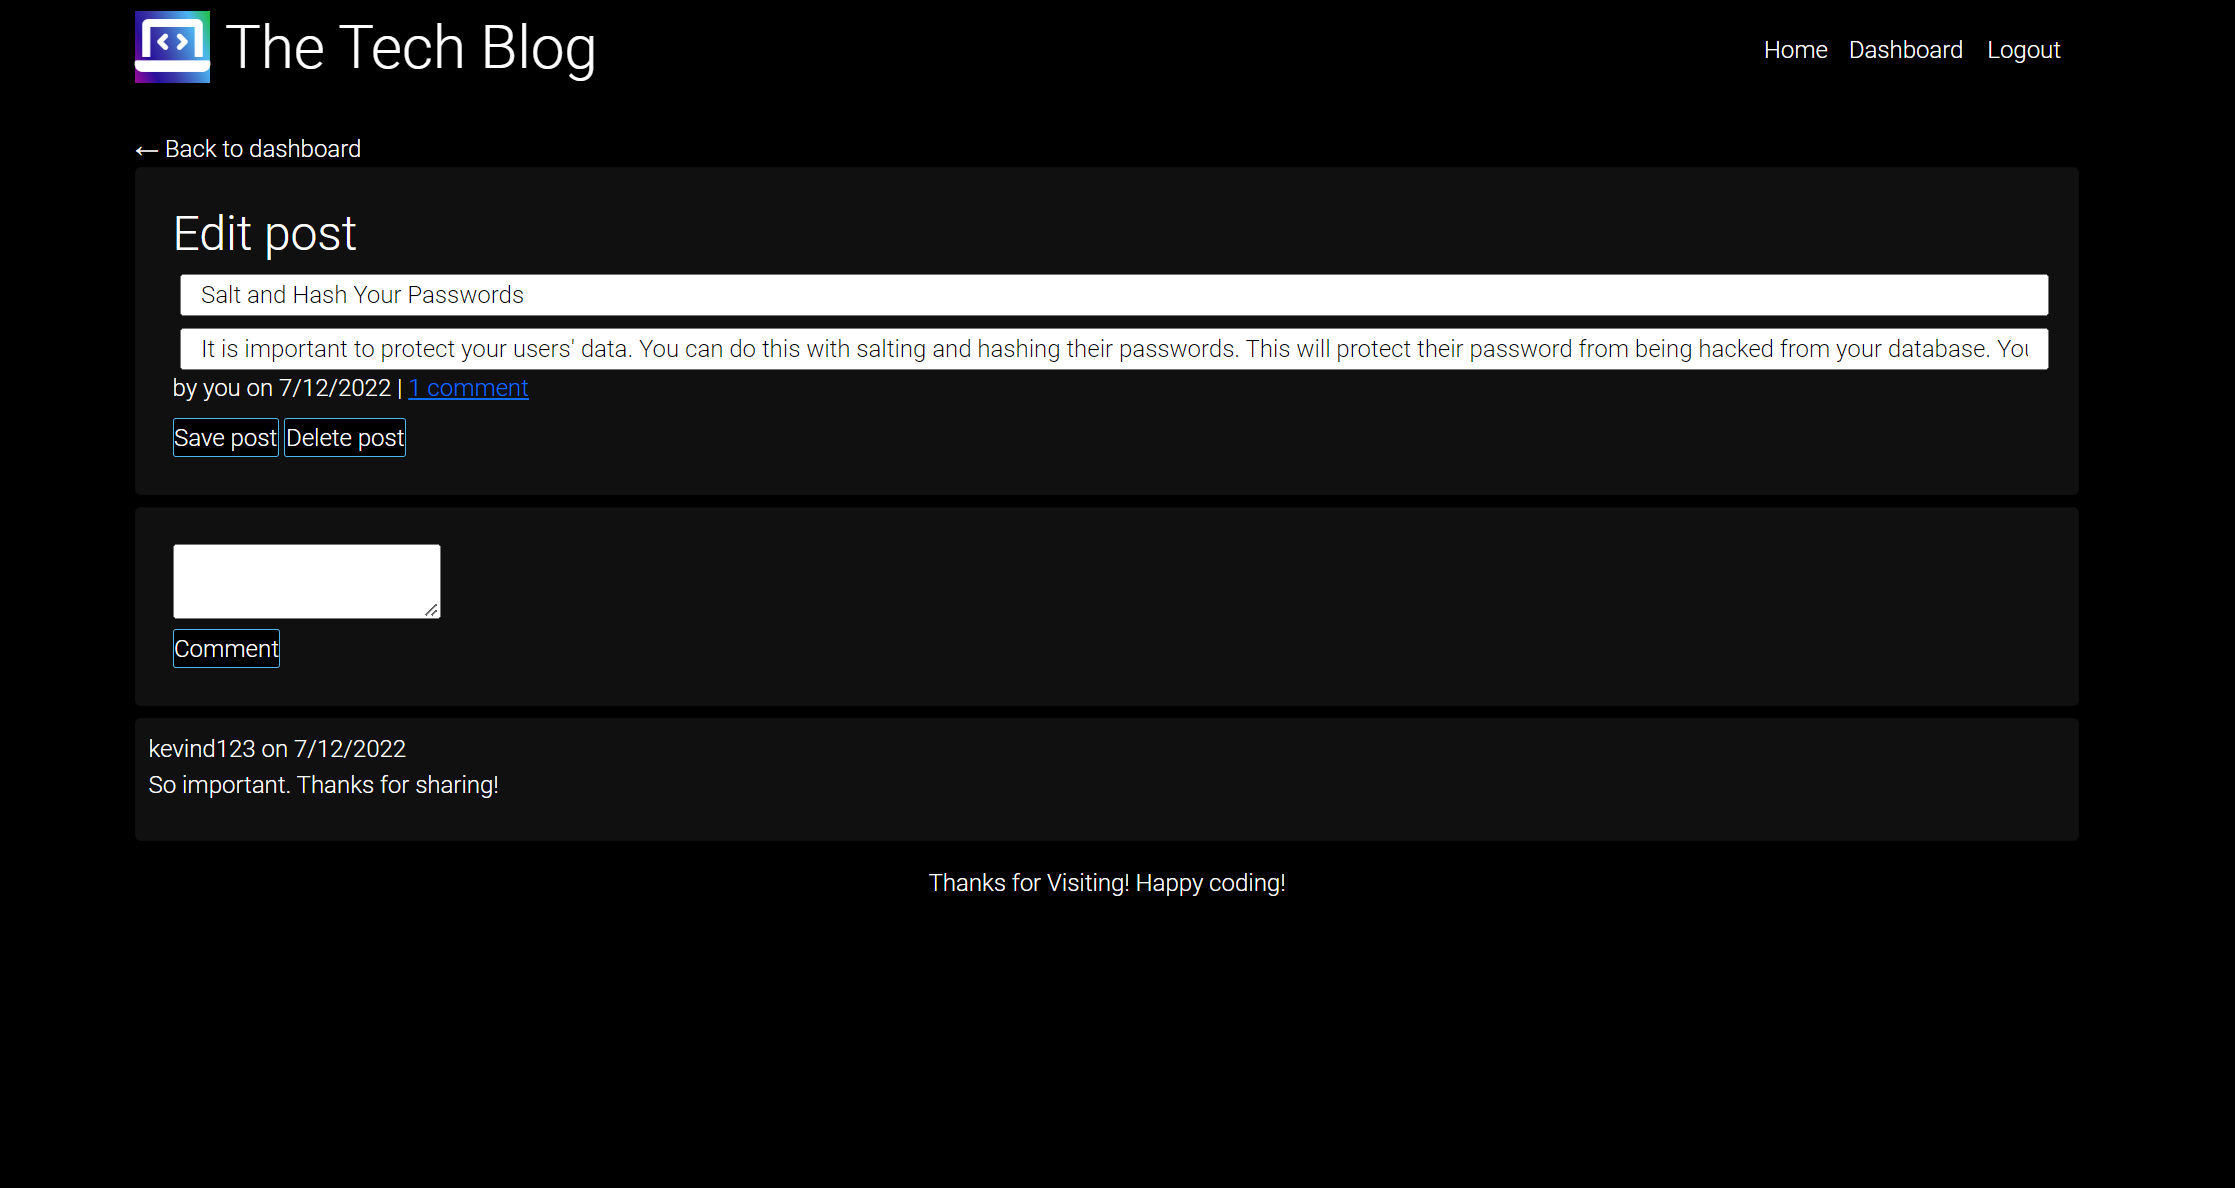 The Tech Blog
Home Dashboard Logout
← Back to dashboard
Edit post
Salt and Hash Your Passwords
It is important to protect your users' data. You can do this with salting and hashing their passwords. This will protect their password from being hacked from your database. You
by you on 7/12/2022 | 1 comment
Save post Delete post
Comment
kevind123 on 7/12/2022
So important. Thanks for sharing!
Thanks for Visiting! Happy coding!